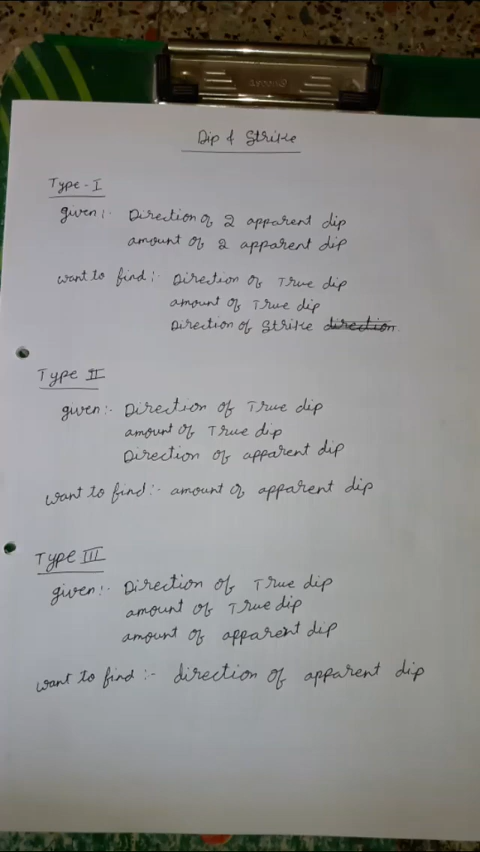 Dip & Strike
Type-I
given:- Direction of 2 apparent dip
amount of 2 apparent dip
want to find:- Direction of True dip
amount of True dip
Direction of Strike direction.
Type II
given:- Direction of True dip
amount of True dip
Direction of apparent dip
want to find:- amount of apparent dip
Type III
given:- Direction of True dip
amount of True dip
amount of apparent dip
want to find:- direction of apparent dip